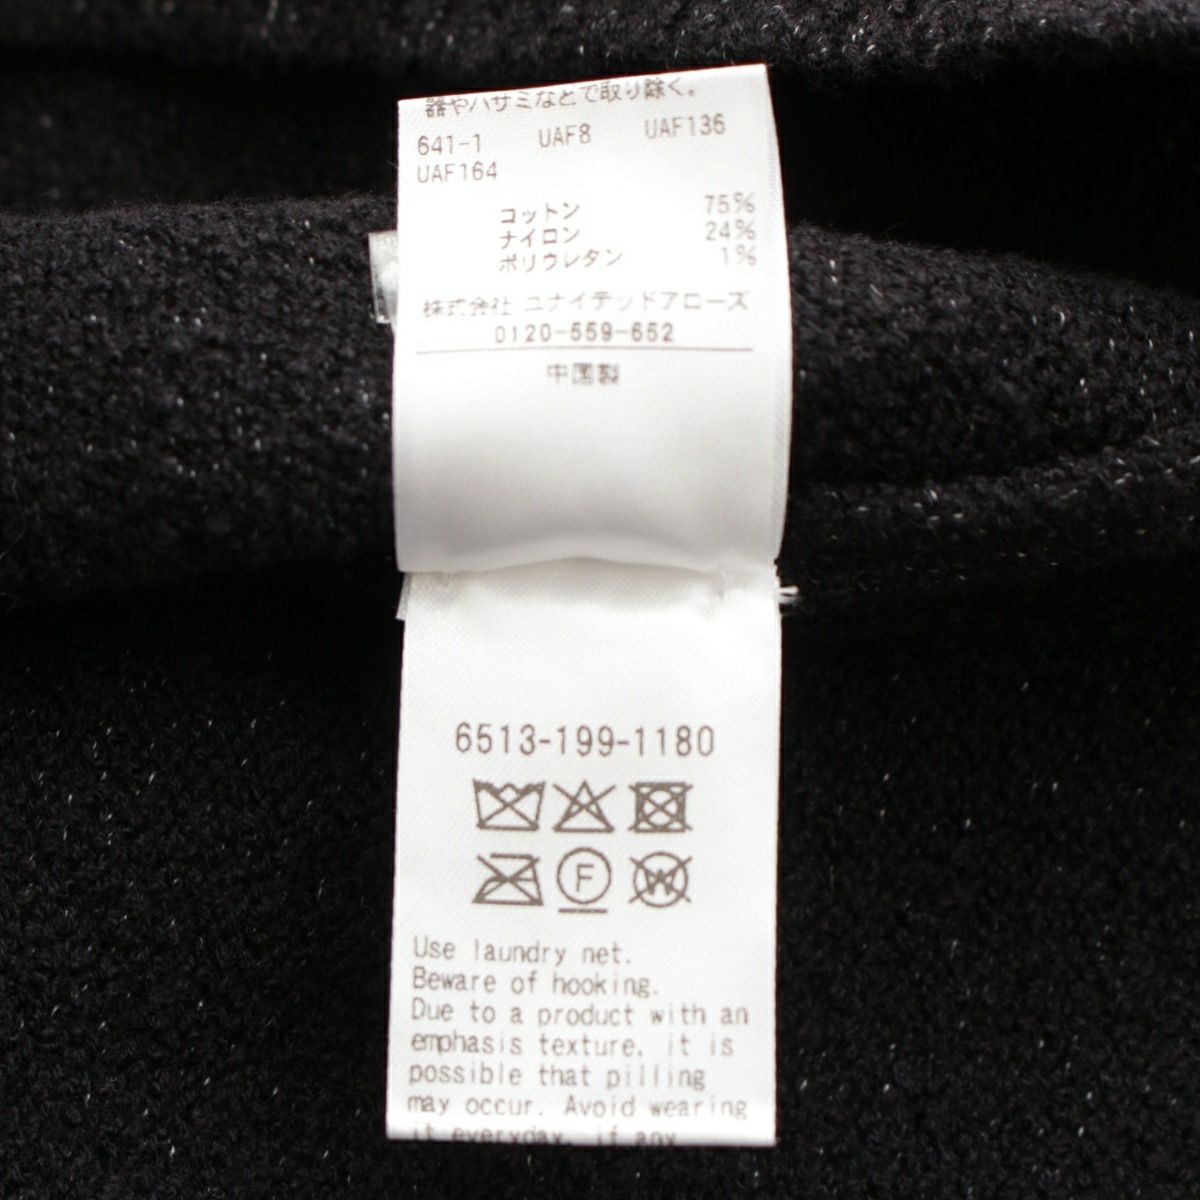 器やハサミなどで取り除く。
641-1 UAF8 UAF136
UAF164
コットン 75%
ナイロン 24%
ポリウレタン 1%
株式会社 ユナイテッドアローズ
0120-559-652
中国製
6513-199-1180
F W
Use laundry net.
Beware of hooking.
Due to a product with an
emphasis texture, it is
possible that pilling
may occur. Avoid wearing
it everyday, if any